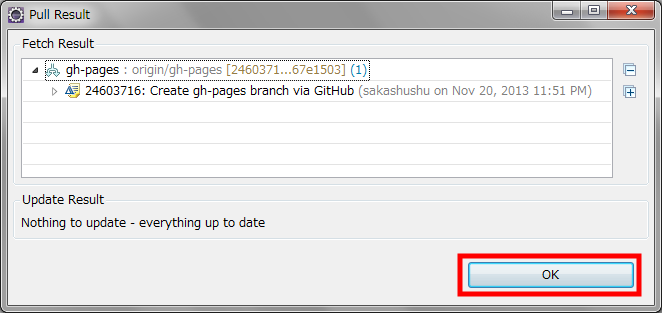 Pull Result
Fetch Result
gh-pages : origin/gh-pages [2460371...67e1503] (1)
24603716: Create gh-pages branch via GitHub (sakashushu on Nov 20, 2013 11:51 PM)
Update Result
Nothing to update - everything up to date
OK